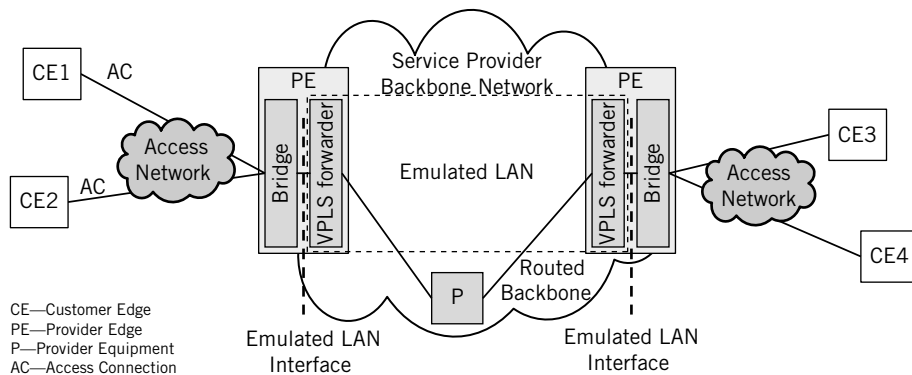 Service Provider
Backbone Network
CE1
AC
PE
PE
CE3
Access
Network
Bridge
VPLS forwarder
Emulated LAN
VPLS forwarder
Bridge
Access
Network
CE2
AC
CE4
P
Routed
Backbone
Emulated LAN
Interface
Emulated LAN
Interface
CE—Customer Edge
PE—Provider Edge
P—Provider Equipment
AC—Access Connection